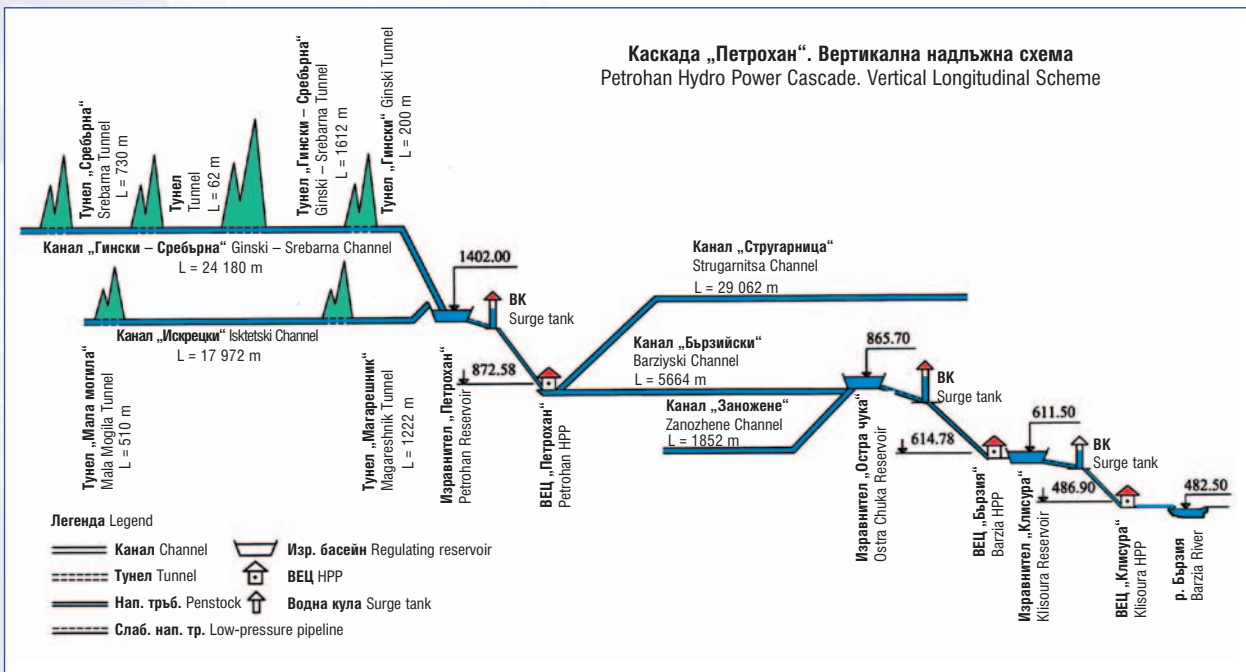 Каскада „Петрохан“. Вертикална надлъжна схема
Petrohan Hydro Power Cascade. Vertical Longitudinal Scheme
Тунел „Сребърна“
Srebarna Tunnel
L = 730 m
Тунел
Tunnel
L = 62 m
Тунел „Гински – Сребърна“
Ginski – Srebarna Tunnel
L = 1612 m
Тунел „Гински“ Ginski Tunnel
L = 200 m
Канал „Гински – Сребърна“ Ginski – Srebarna Channel
L = 24 180 m
1402.00
ВК
Surge tank
Канал „Стругарница“
Strugarnitsa Channel
L = 29 062 m
Канал „Искрецки“ Isktetski Channel
L = 17 972 m
872.58
Канал „Бързийски“
Barziyski Channel
L = 5664 m
865.70
ВК
Surge tank
Канал „Заножене“
Zanozhene Channel
L = 1852 m
614.78
611.50
ВК
Surge tank
486.90
482.50
Тунел „Мала могила“
Mala Mogila Tunnel
L = 510 m
Тунел „Магарешник“
Magareshnik Tunnel
L = 1222 m
Изравнител „Петрохан“
Petrohan Reservoir
ВЕЦ „Петрохан“
Petrohan HPP
Изравнител „Остра чука“
Ostra Chuka Reservoir
ВЕЦ „Бързия“
Barzia HPP
Изравнител „Клисура“
Klisoura Reservoir
ВЕЦ „Клисура“
Klisoura HPP
р. Бързия
Barzia River
Легенда Legend
Канал Channel
Изр. басейн Regulating reservoir
Тунел Tunnel
ВЕЦ HPP
Нап. тръб. Penstock
Водна кула Surge tank
Слаб. нап. тр. Low-pressure pipeline